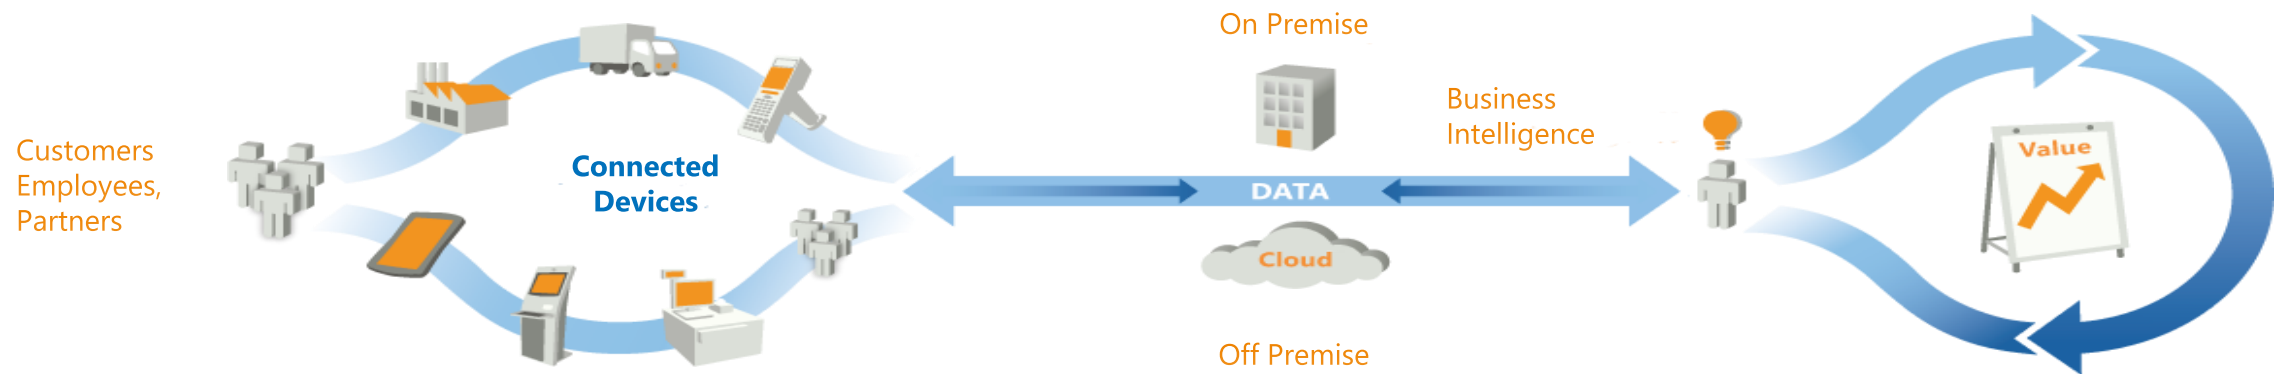 Customers
Employees,
Partners
Connected
Devices
On Premise
DATA
Cloud
Off Premise
Business
Intelligence
Value